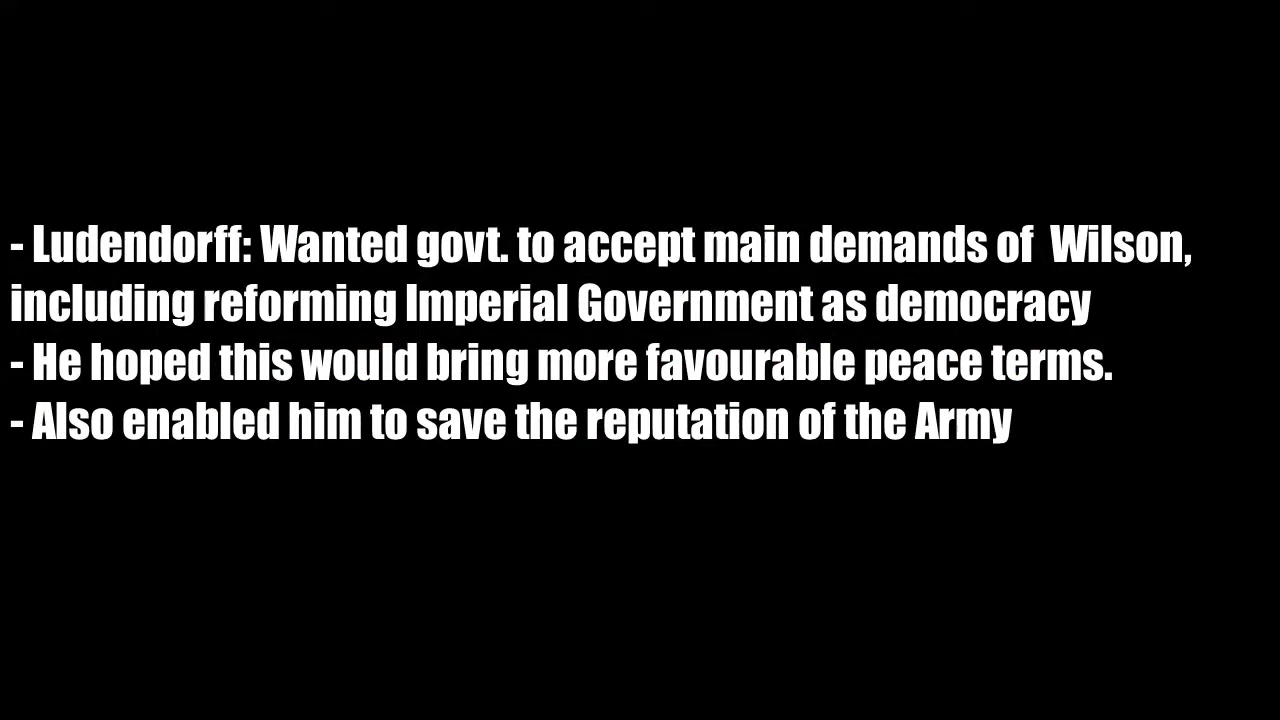 - Ludendorff: Wanted govt. to accept main demands of  Wilson,
including reforming Imperial Government as democracy
- He hoped this would bring more favourable peace terms.
- Also enabled him to save the reputation of the Army